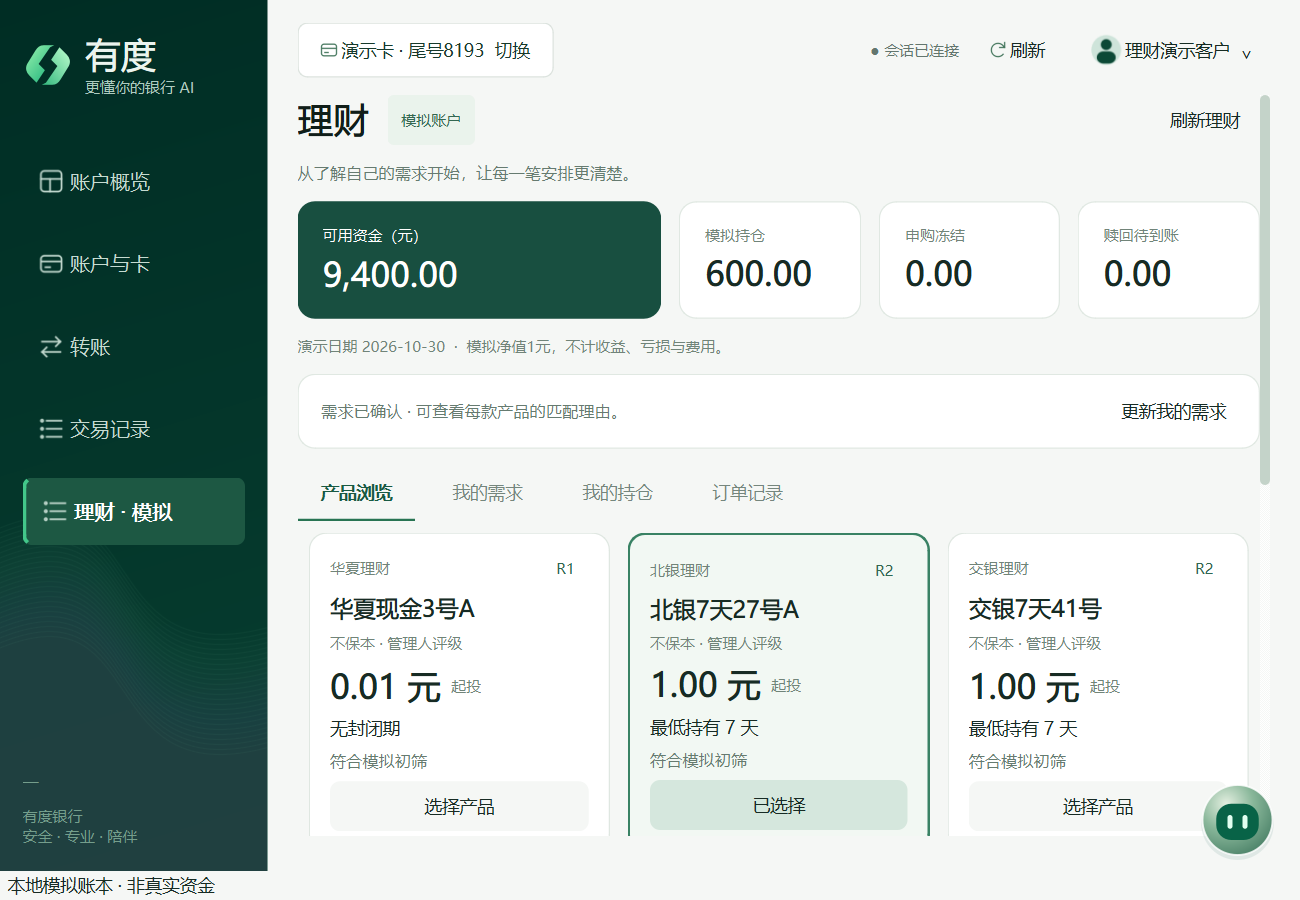 有度
更懂你的银行 AI
账户概览
账户与卡
转账
交易记录
理财 · 模拟
—
有度银行
安全 · 专业 · 陪伴
本地模拟账本 · 非真实资金
演示卡 · 尾号8193 切换
● 会话已连接 刷新 理财演示客户
理财 模拟账户 刷新理财
从了解自己的需求开始，让每一笔安排更清楚。
可用资金（元）
9,400.00
模拟持仓
600.00
申购冻结
0.00
赎回待到账
0.00
演示日期 2026-10-30 · 模拟净值1元，不计收益、亏损与费用。
需求已确认 · 可查看每款产品的匹配理由。 更新我的需求
产品浏览 我的需求 我的持仓 订单记录
华夏理财 R1
华夏现金3号A
不保本 · 管理人评级
0.01 元 起投
无封闭期
符合模拟初筛
选择产品
北银理财 R2
北银7天27号A
不保本 · 管理人评级
1.00 元 起投
最低持有 7 天
符合模拟初筛
已选择
交银理财 R2
交银7天41号
不保本 · 管理人评级
1.00 元 起投
最低持有 7 天
符合模拟初筛
选择产品